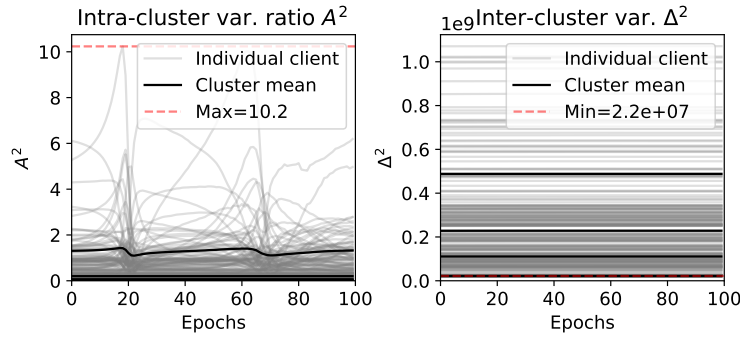 Intra-cluster var. ratio A²
10
8
6
4
2
0
A²
0 20 40 60 80 100
Epochs
Individual client
Cluster mean
Max=10.2
1e9
Inter-cluster var. Δ²
1.0
0.8
0.6
0.4
0.2
0.0
Δ²
0 20 40 60 80 100
Epochs
Individual client
Cluster mean
Min=2.2e+07